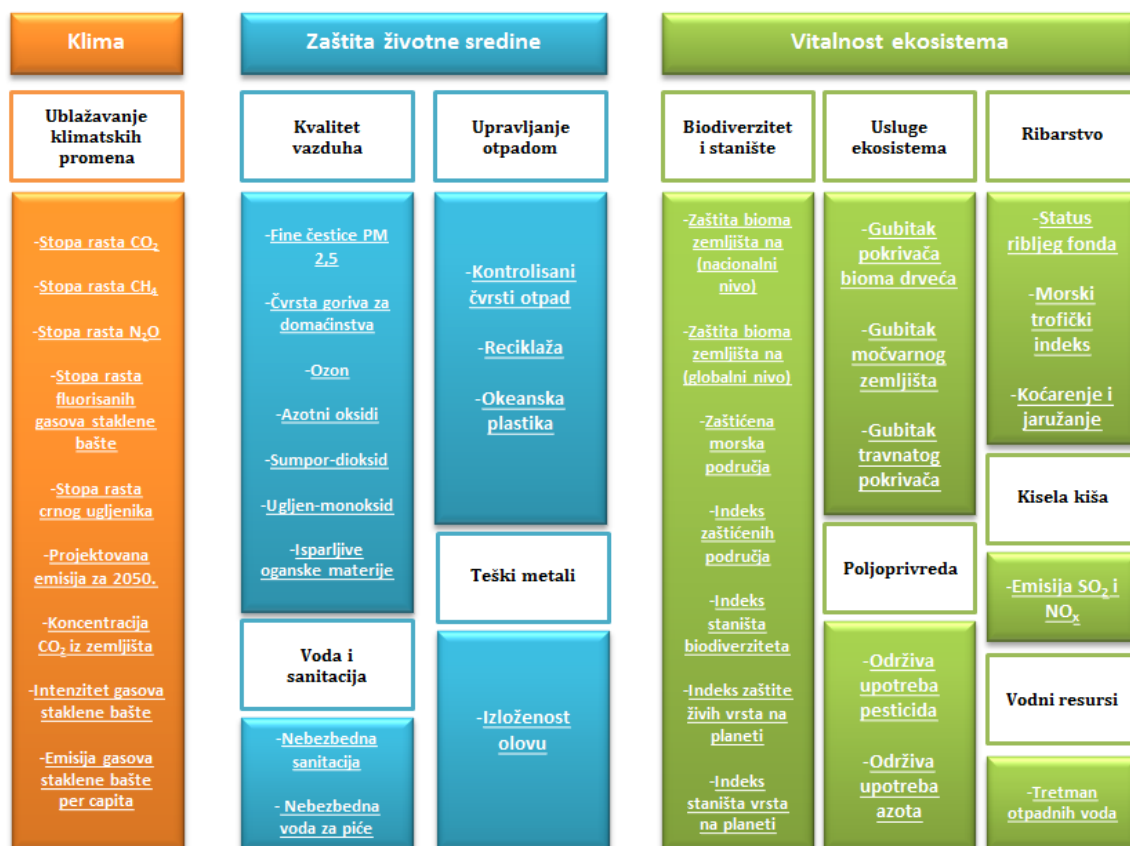 Klima
Ublažavanje
klimatskih
promena
-Stopa rasta CO₂
-Stopa rasta CH₄
-Stopa rasta N₂O
-Stopa rasta
fluorisanih
gasova staklene
bašte
-Stopa rasta
crnog ugljenika
-Projektovana
emisija za 2050.
-Koncentracija
CO₂ iz zemljišta
-Intenzitet gasova
staklene bašte
-Emisija gasova
staklene bašte
per capita
Zaštita životne sredine
Kvalitet
vazduha
-Fine čestice PM
2,5
-Čvrsta goriva za
domaćinstva
-Ozon
-Azotni oksidi
-Sumpor-dioksid
-Ugljen-monoksid
-Isparljive
oganske materije
Voda i
sanitacija
-Nebezbedna
sanitacija
- Nebezbedna
voda za piće
Upravljanje
otpadom
-Kontrolisani
čvrsti otpad
-Reciklaža
-Okeanska
plastika
Teški metali
-Izloženost
olovu
Vitalnost ekosistema
Biodiverzitet
i stanište
-Zaštita bioma
zemljišta na
(nacionalni
nivo)
-Zaštita bioma
zemljišta na
(globalni nivo)
-Zaštićena
morska
područja
-Indeks
zaštićenih
područja
-Indeks
staništa
biodiverziteta
-Indeks zaštite
živih vrsta na
planeti
-Indeks
staništa vrsta
na planeti
Usluge
ekosistema
-Gubitak
pokrivača
bioma drveća
-Gubitak
močvarnog
zemljišta
-Gubitak
travnatog
pokrivača
Poljoprivreda
-Održiva
upotreba
pesticida
-Održiva
upotreba
azota
Ribarstvo
-Status
ribljeg fonda
-Morski
trofički
indeks
-Koćarenje i
jaružanje
Kisela kiša
-Emisija SO₂ i
NOₓ
Vodni resursi
-Tretman
otpadnih voda